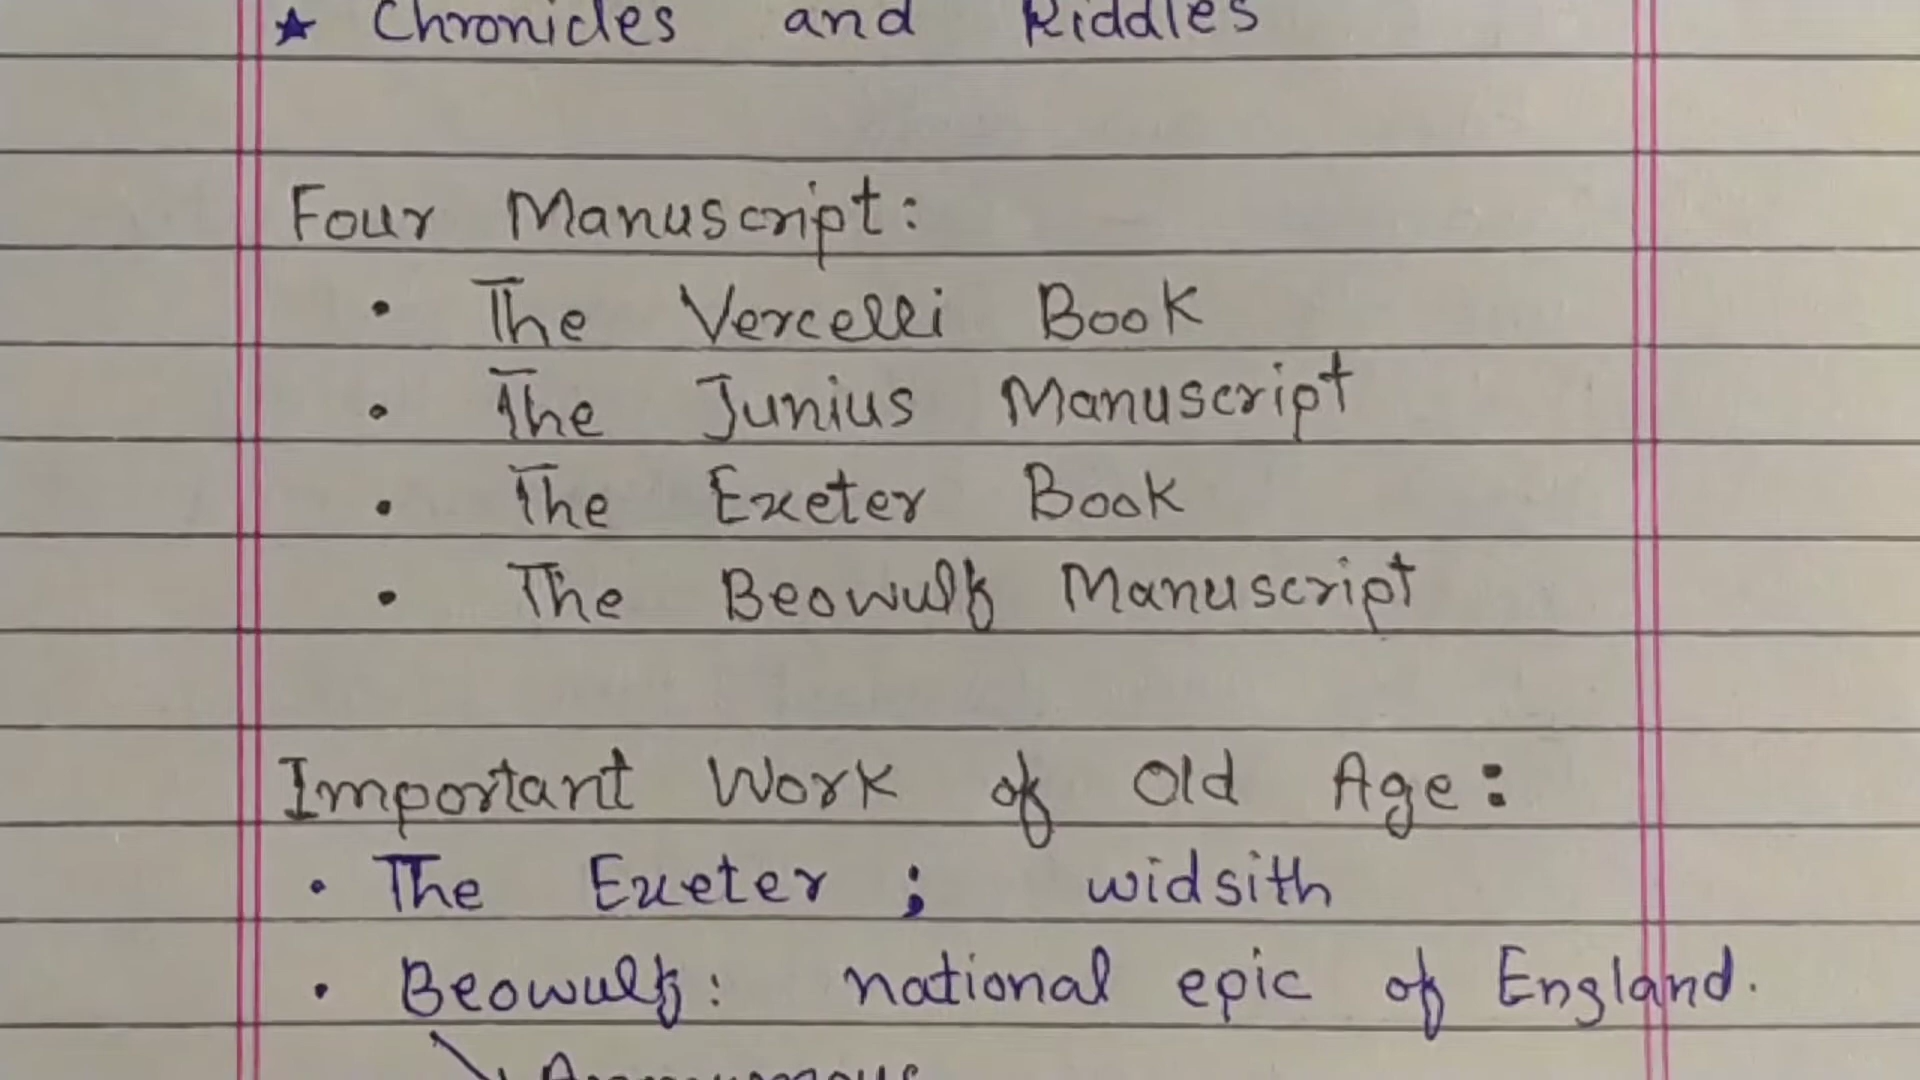 ★ Chronicles and Riddles
Four Manuscript:
• The Vercelli Book
• The Junius Manuscript
• The Exeter Book
• The Beowulf Manuscript
Important Work of Old Age:
• The Exeter ; widsith
• Beowulf: national epic of England.
↘ Anonymous